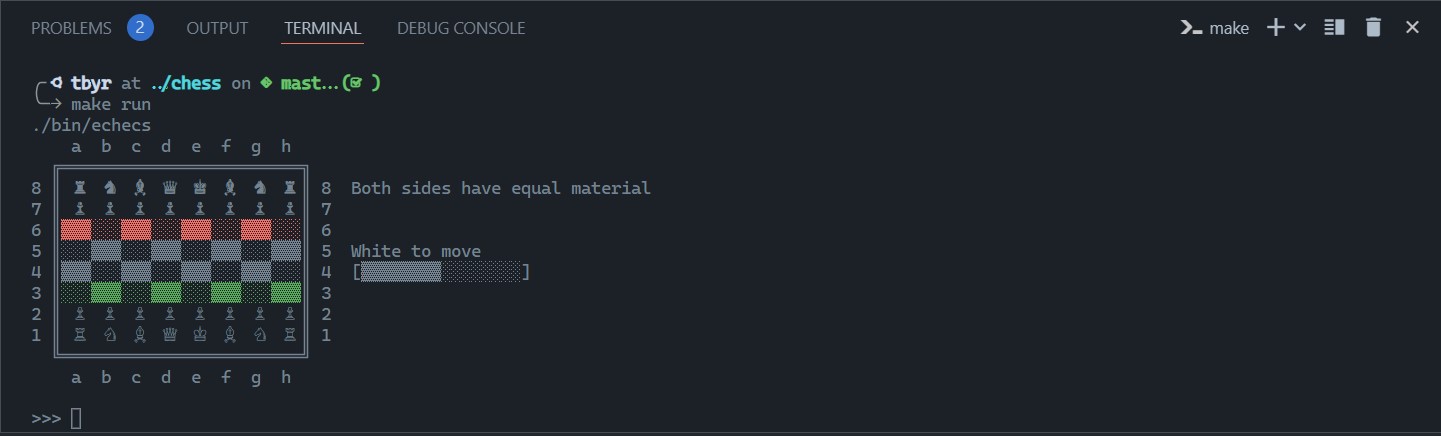 PROBLEMS 2 OUTPUT TERMINAL DEBUG CONSOLE make
tbyr at ../chess on mast…( )
make run
./bin/echecs
a b c d e f g h
8 ♜ ♞ ♝ ♛ ♚ ♝ ♞ ♜ 8 Both sides have equal material
7 ♟ ♟ ♟ ♟ ♟ ♟ ♟ ♟ 7
6 6
5 5 White to move
4 4 [▒▒▒▒▒▒▒▒░░░░░░░░]
3 3
2 ♙ ♙ ♙ ♙ ♙ ♙ ♙ ♙ 2
1 ♖ ♘ ♗ ♕ ♔ ♗ ♘ ♖ 1
a b c d e f g h
>>>